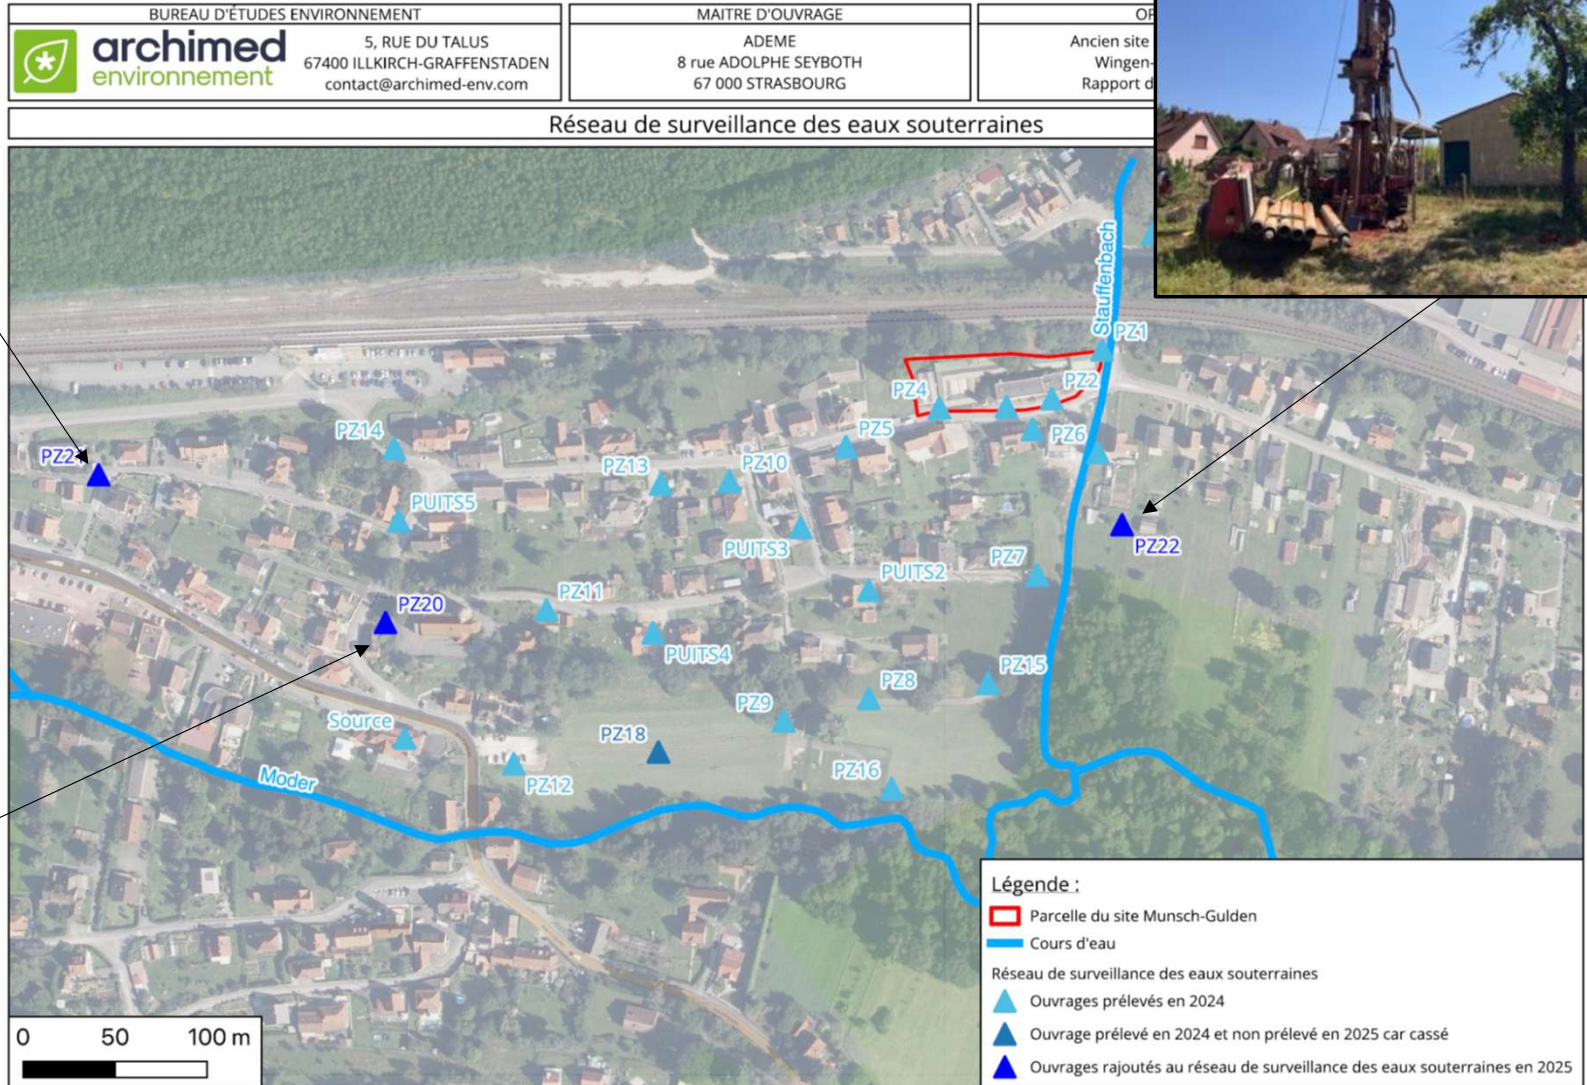 BUREAU D'ÉTUDES ENVIRONNEMENT
archimed
environnement
5, RUE DU TALUS
67400 ILLKIRCH-GRAFFENSTADEN
contact@archimed-env.com
MAITRE D'OUVRAGE
ADEME
8 rue ADOLPHE SEYBOTH
67 000 STRASBOURG
Ancien site
Wingen-
Rapport d
Réseau de surveillance des eaux souterraines
Stauffenbach
PZ1
PZ2
PZ4
PZ5
PZ6
PZ14
PZ13
PZ10
PUITS5
PUITS3
PZ22
PZ7
PUITS2
PZ11
PZ20
PUITS4
PZ15
PZ8
PZ9
Source
PZ18
PZ16
PZ12
Moder
0 50 100 m
Légende :
Parcelle du site Munsch-Gulden
Cours d'eau
Réseau de surveillance des eaux souterraines
Ouvrages prélevés en 2024
Ouvrage prélevé en 2024 et non prélevé en 2025 car cassé
Ouvrages rajoutés au réseau de surveillance des eaux souterraines en 2025